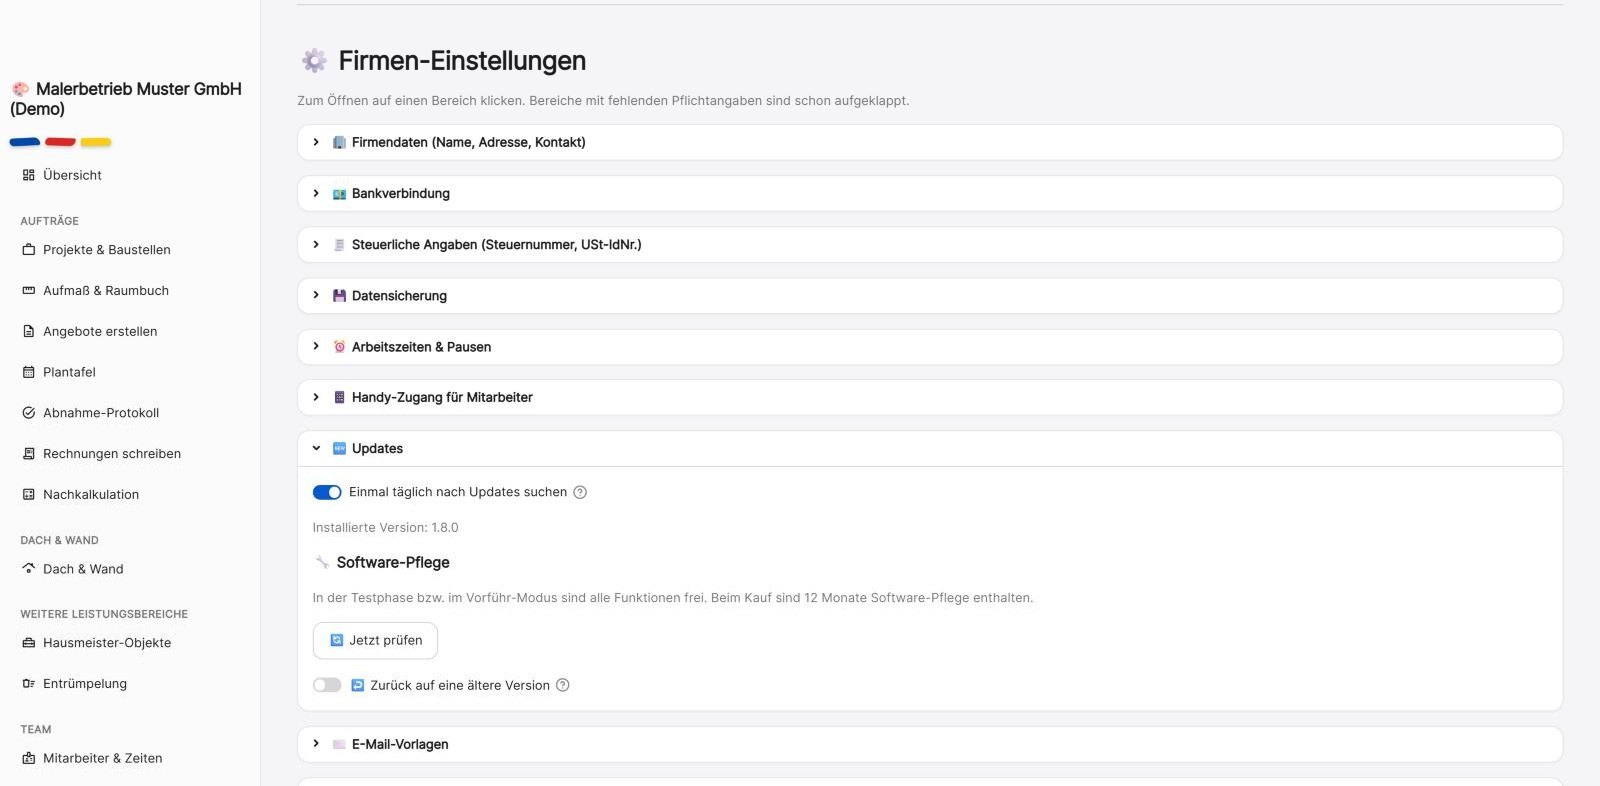 Malerbetrieb Muster GmbH
(Demo)
Übersicht
AUFTRÄGE
Projekte & Baustellen
Aufmaß & Raumbuch
Angebote erstellen
Plantafel
Abnahme-Protokoll
Rechnungen schreiben
Nachkalkulation
DACH & WAND
Dach & Wand
WEITERE LEISTUNGSBEREICHE
Hausmeister-Objekte
Entrümpelung
TEAM
Mitarbeiter & Zeiten
Firmen-Einstellungen
Zum Öffnen auf einen Bereich klicken. Bereiche mit fehlenden Pflichtangaben sind schon aufgeklappt.
Firmendaten (Name, Adresse, Kontakt)
Bankverbindung
Steuerliche Angaben (Steuernummer, USt-IdNr.)
Datensicherung
Arbeitszeiten & Pausen
Handy-Zugang für Mitarbeiter
Updates
Einmal täglich nach Updates suchen
Installierte Version: 1.8.0
Software-Pflege
In der Testphase bzw. im Vorführ-Modus sind alle Funktionen frei. Beim Kauf sind 12 Monate Software-Pflege enthalten.
Jetzt prüfen
Zurück auf eine ältere Version
E-Mail-Vorlagen